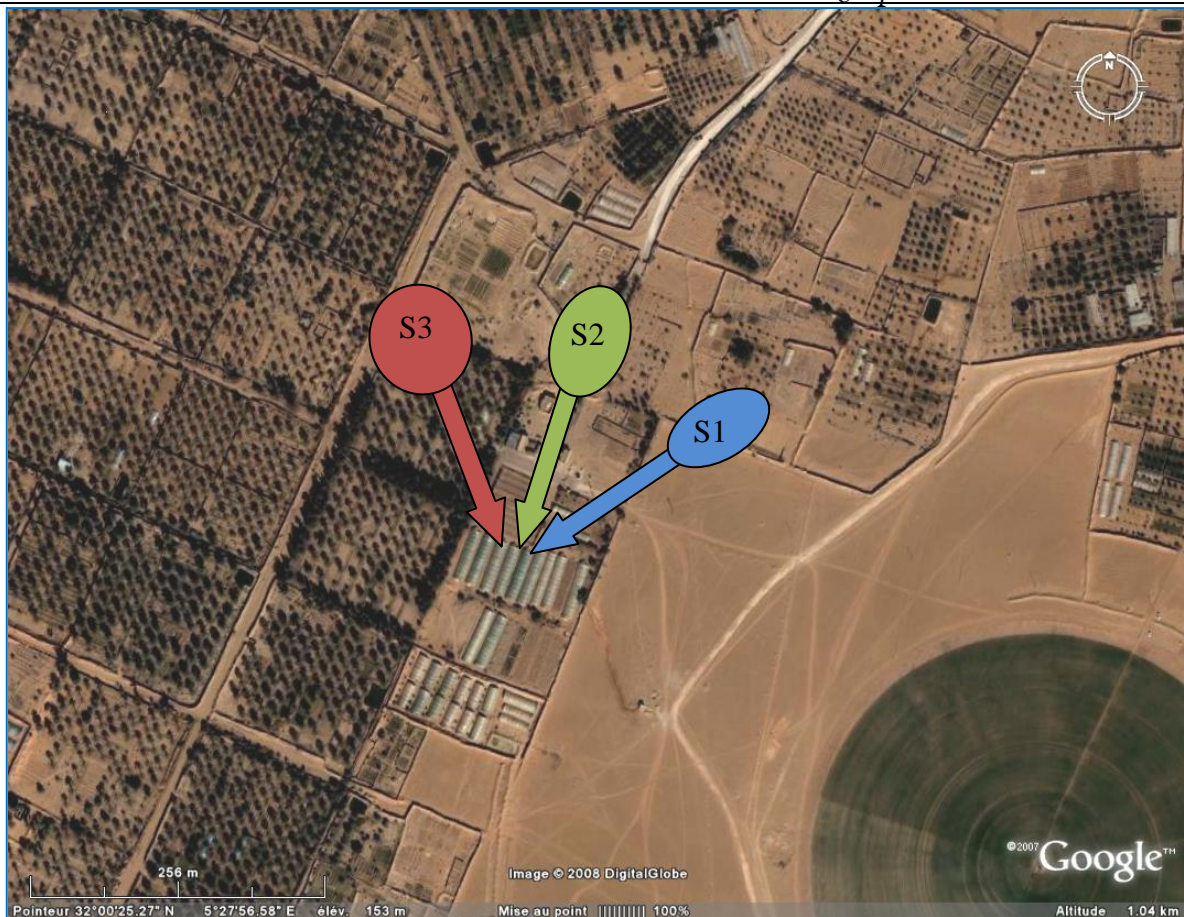 N
S3
S2
S1
256 m
Image © 2008 DigitalGlobe
©2007 Google™
Pointeur 32°00'25.27" N 5°27'56.58" E élév. 153 m Mise au point ||||||||| 100% Altitude 1.04 km